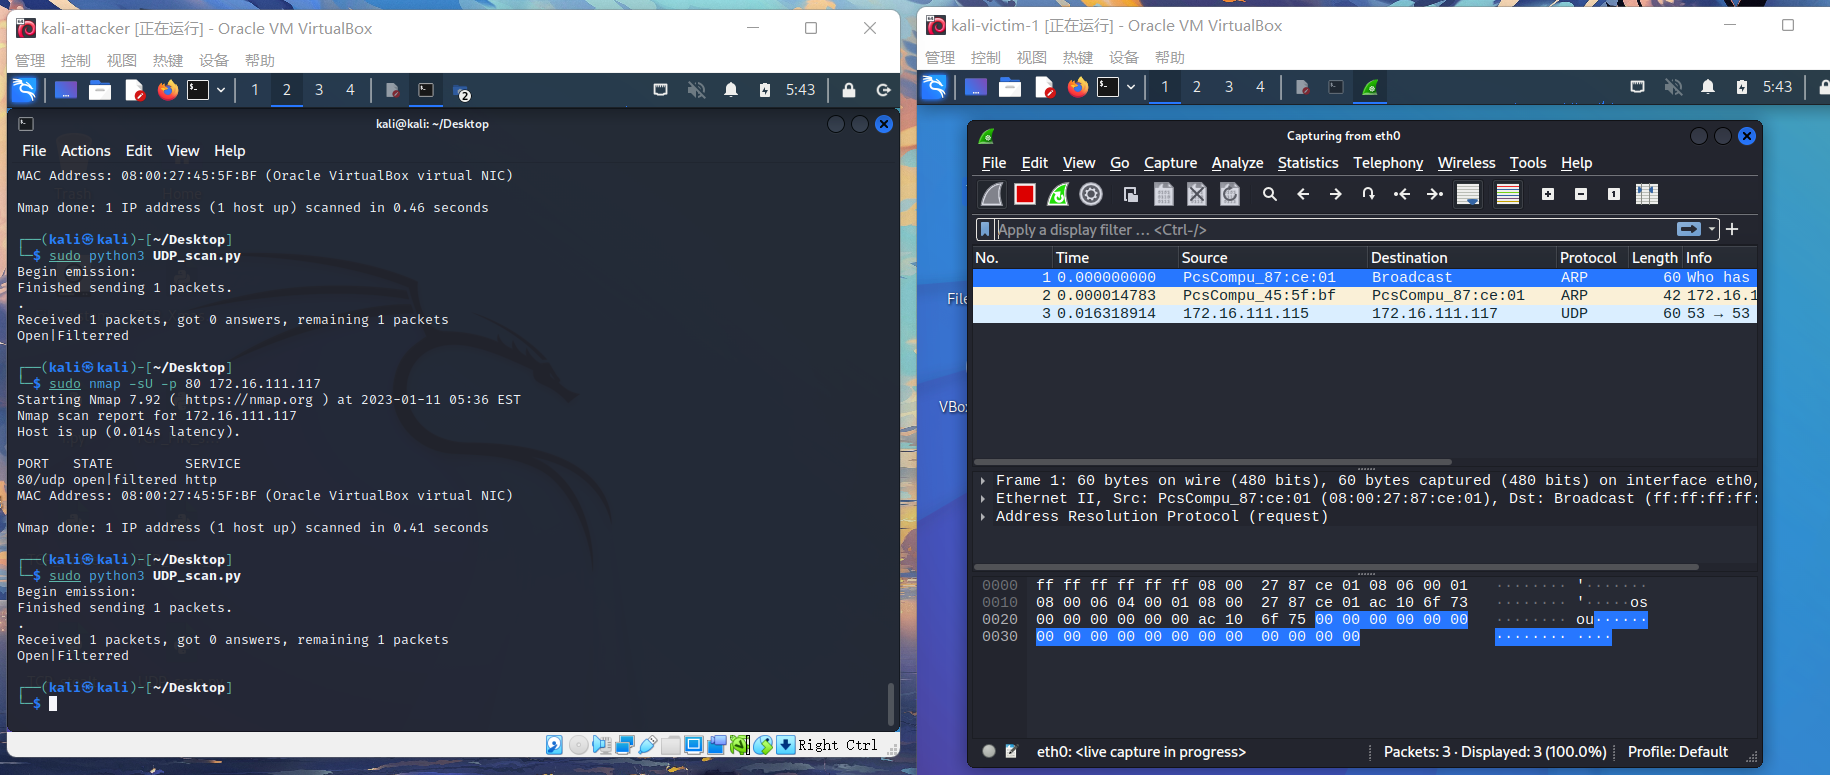 kali-attacker [正在运行] - Oracle VM VirtualBox
管理 控制 视图 热键 设备 帮助
1 2 3 4 2 5:43
kali@kali: ~/Desktop
File Actions Edit View Help
MAC Address: 08:00:27:45:5F:BF (Oracle VirtualBox virtual NIC)
Nmap done: 1 IP address (1 host up) scanned in 0.46 seconds
┌──(kali㉿kali)-[~/Desktop]
└─$ sudo python3 UDP_scan.py
Begin emission:
Finished sending 1 packets.
.
Received 1 packets, got 0 answers, remaining 1 packets
Open|Filterred
┌──(kali㉿kali)-[~/Desktop]
└─$ sudo nmap -sU -p 80 172.16.111.117
Starting Nmap 7.92 ( https://nmap.org ) at 2023-01-11 05:36 EST
Nmap scan report for 172.16.111.117
Host is up (0.014s latency).
PORT STATE SERVICE
80/udp open|filtered http
MAC Address: 08:00:27:45:5F:BF (Oracle VirtualBox virtual NIC)
Nmap done: 1 IP address (1 host up) scanned in 0.41 seconds
┌──(kali㉿kali)-[~/Desktop]
└─$ sudo python3 UDP_scan.py
Begin emission:
Finished sending 1 packets.
.
Received 1 packets, got 0 answers, remaining 1 packets
Open|Filterred
┌──(kali㉿kali)-[~/Desktop]
└─$
Right Ctrl
kali-victim-1 [正在运行] - Oracle VM VirtualBox
管理 控制 视图 热键 设备 帮助
1 2 3 4 5:43
File
VBox
Capturing from eth0
File Edit View Go Capture Analyze Statistics Telephony Wireless Tools Help
Apply a display filter ... <Ctrl-/>
No. Time Source Destination Protocol Length Info
1 0.000000000 PcsCompu_87:ce:01 Broadcast ARP 60 Who has
2 0.000014783 PcsCompu_45:5f:bf PcsCompu_87:ce:01 ARP 42 172.16.1
3 0.016318914 172.16.111.115 172.16.111.117 UDP 60 53 → 53
Frame 1: 60 bytes on wire (480 bits), 60 bytes captured (480 bits) on interface eth0,
Ethernet II, Src: PcsCompu_87:ce:01 (08:00:27:87:ce:01), Dst: Broadcast (ff:ff:ff:ff:
Address Resolution Protocol (request)
0000 ff ff ff ff ff ff 08 00 27 87 ce 01 08 06 00 01 ········ '·······
0010 08 00 06 04 00 01 08 00 27 87 ce 01 ac 10 6f 73 ········ '·····os
0020 00 00 00 00 00 00 ac 10 6f 75 00 00 00 00 00 00 ········ ou······
0030 00 00 00 00 00 00 00 00 00 00 00 00 ········ ····
eth0: <live capture in progress> Packets: 3 · Displayed: 3 (100.0%) Profile: Default